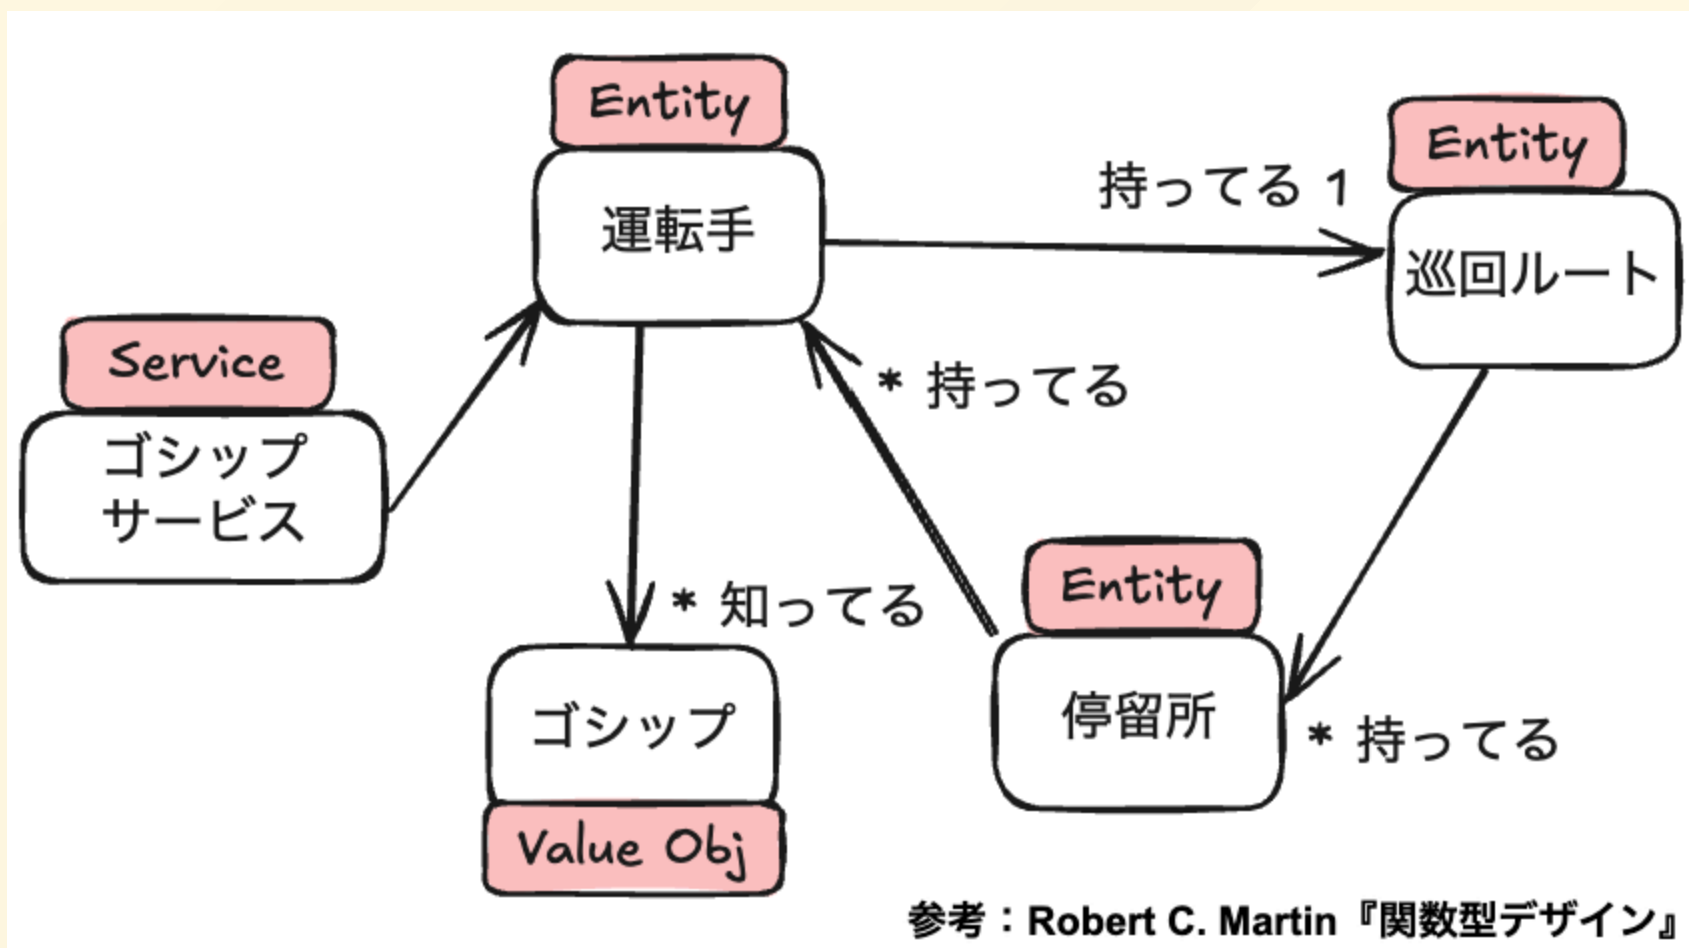 Entity
運転手
持ってる 1
Entity
巡回ルート
Service
ゴシップ
サービス
* 持ってる
* 知ってる
Entity
停留所
* 持ってる
ゴシップ
Value Obj
参考：Robert C. Martin『関数型デザイン』